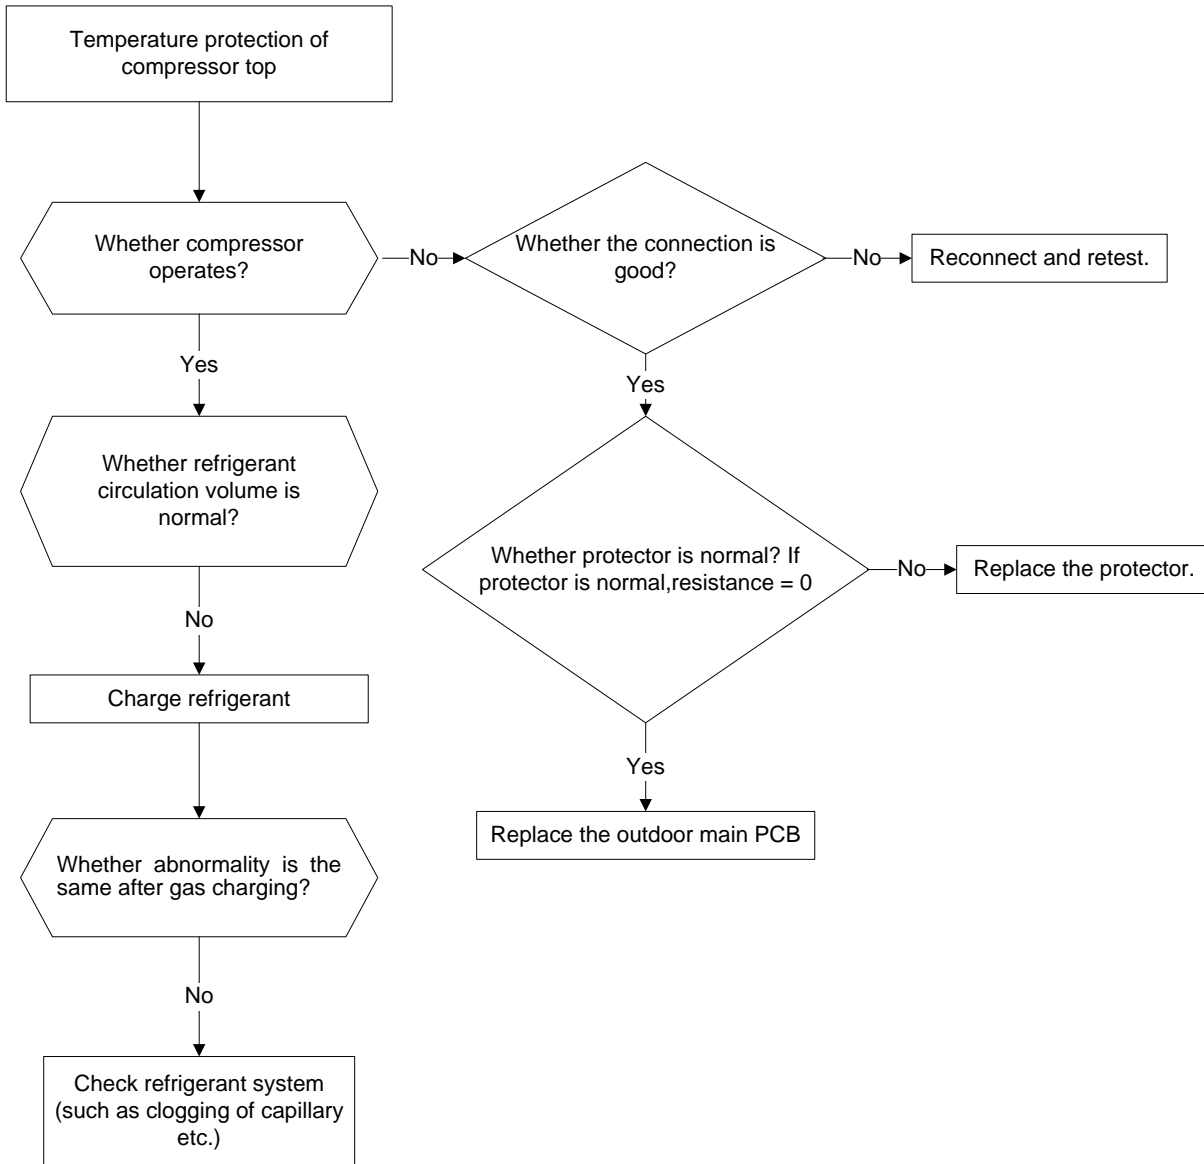 Temperature protection of
compressor top
Whether compressor
operates?
No
Whether the connection is
good?
No
Reconnect and retest.
Yes
Yes
Whether refrigerant
circulation volume is
normal?
Whether protector is normal? If
protector is normal,resistance = 0
No
Replace the protector.
No
Charge refrigerant
Yes
Replace the outdoor main PCB
Whether abnormality is the
same after gas charging?
No
Check refrigerant system
(such as clogging of capillary
etc.)